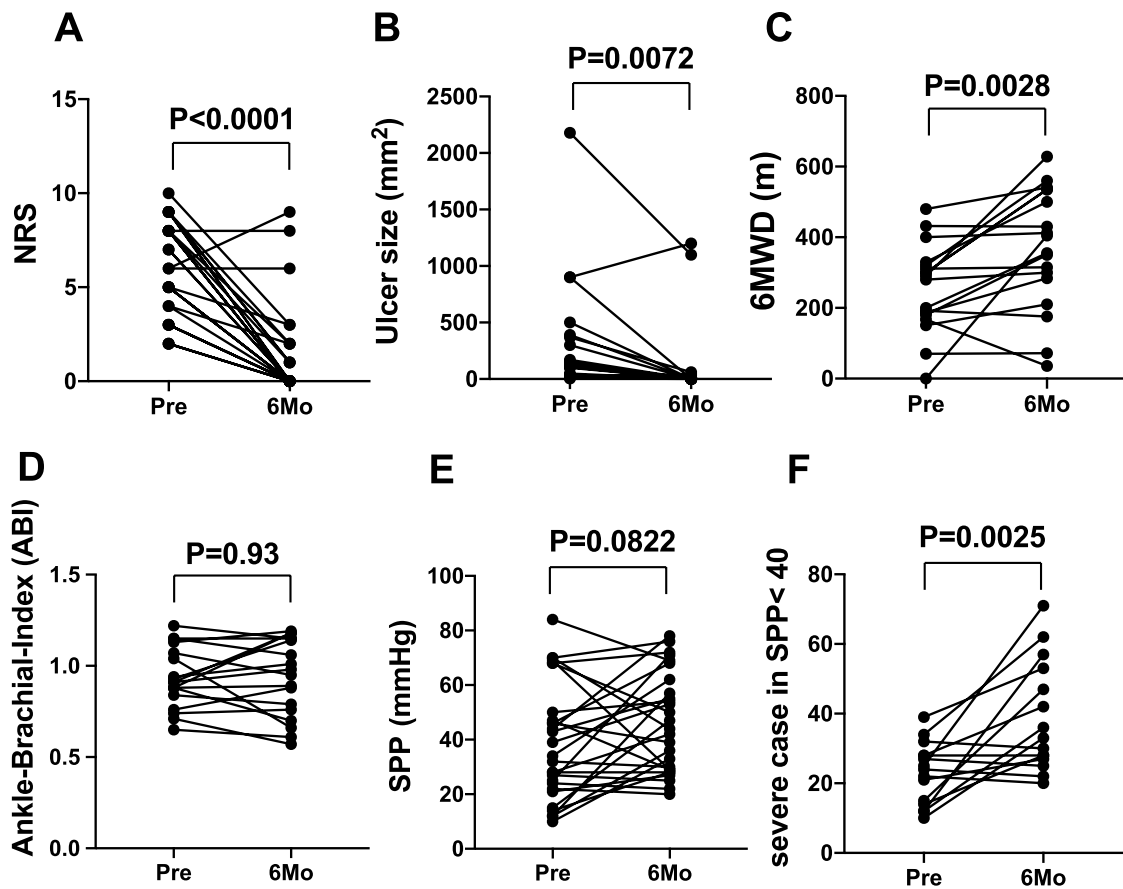 A
P<0.0001
NRS
15
10
5
0
Pre
6Mo
B
P=0.0072
Ulcer size (mm²)
2500
2000
1500
1000
500
0
Pre
6Mo
C
P=0.0028
6MWD (m)
800
600
400
200
0
Pre
6Mo
D
P=0.93
Ankle-Brachial-Index (ABI)
1.5
1.0
0.5
0.0
Pre
6Mo
E
P=0.0822
SPP (mmHg)
100
80
60
40
20
0
Pre
6Mo
F
P=0.0025
severe case in SPP< 40
80
60
40
20
0
Pre
6Mo